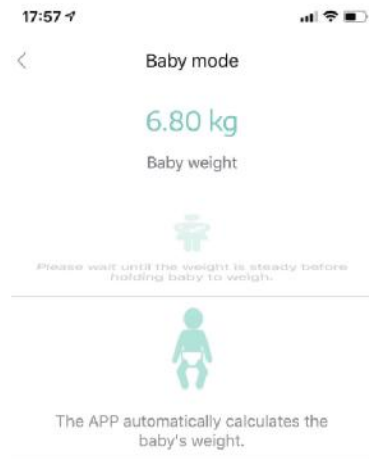 17:57
Baby mode
6.80 kg
Baby weight
Please wait until the weight is steady before
holding baby to weigh.
The APP automatically calculates the
baby's weight.